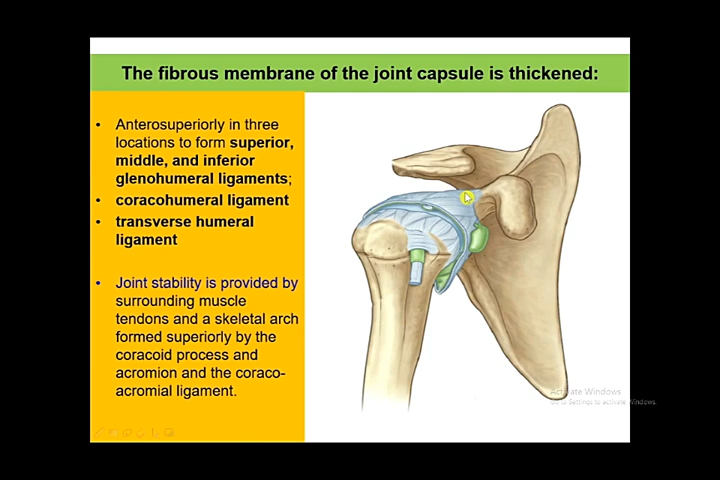 The fibrous membrane of the joint capsule is thickened:
• Anterosuperiorly in three
locations to form superior,
middle, and inferior
glenohumeral ligaments;
• coracohumeral ligament
• transverse humeral
ligament
• Joint stability is provided by
surrounding muscle
tendons and a skeletal arch
formed superiorly by the
coracoid process and
acromion and the coraco-
acromial ligament.
Activate Windows
Go to Settings to activate Windows.